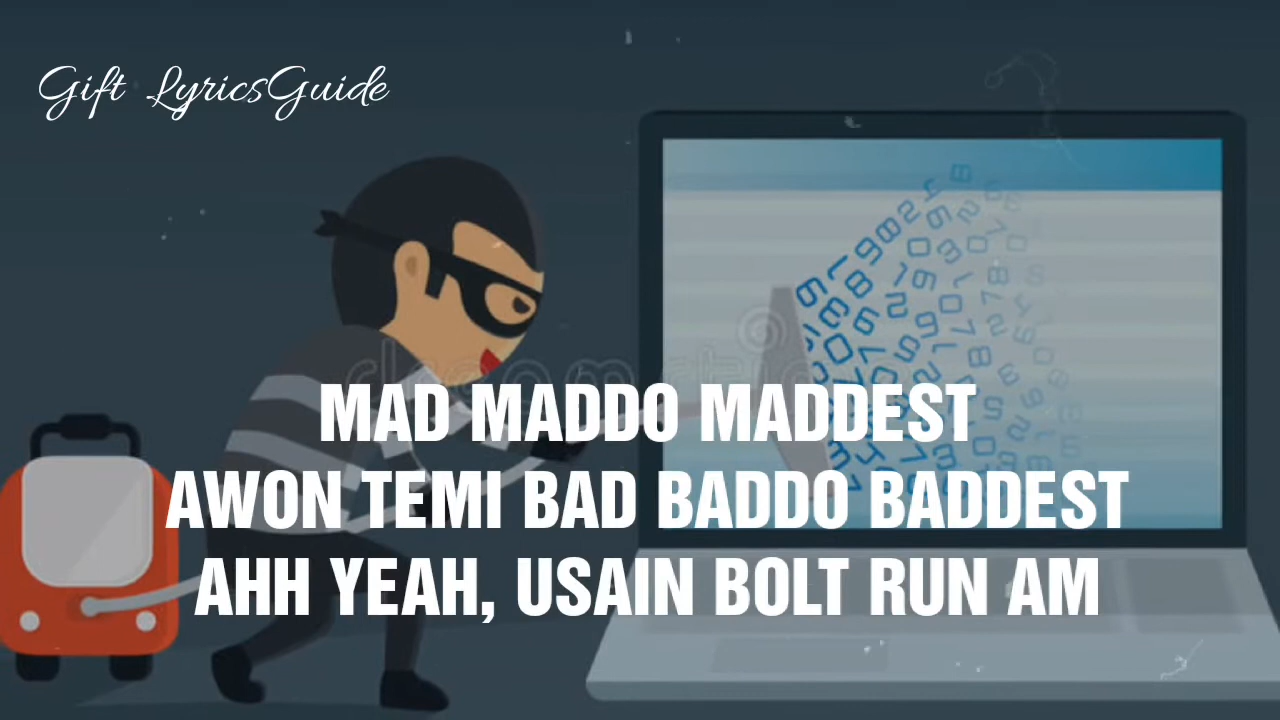 Gift LyricsGuide
MAD MADDO MADDEST
AWON TEMI BAD BADDO BADDEST
AHH YEAH, USAIN BOLT RUN AM